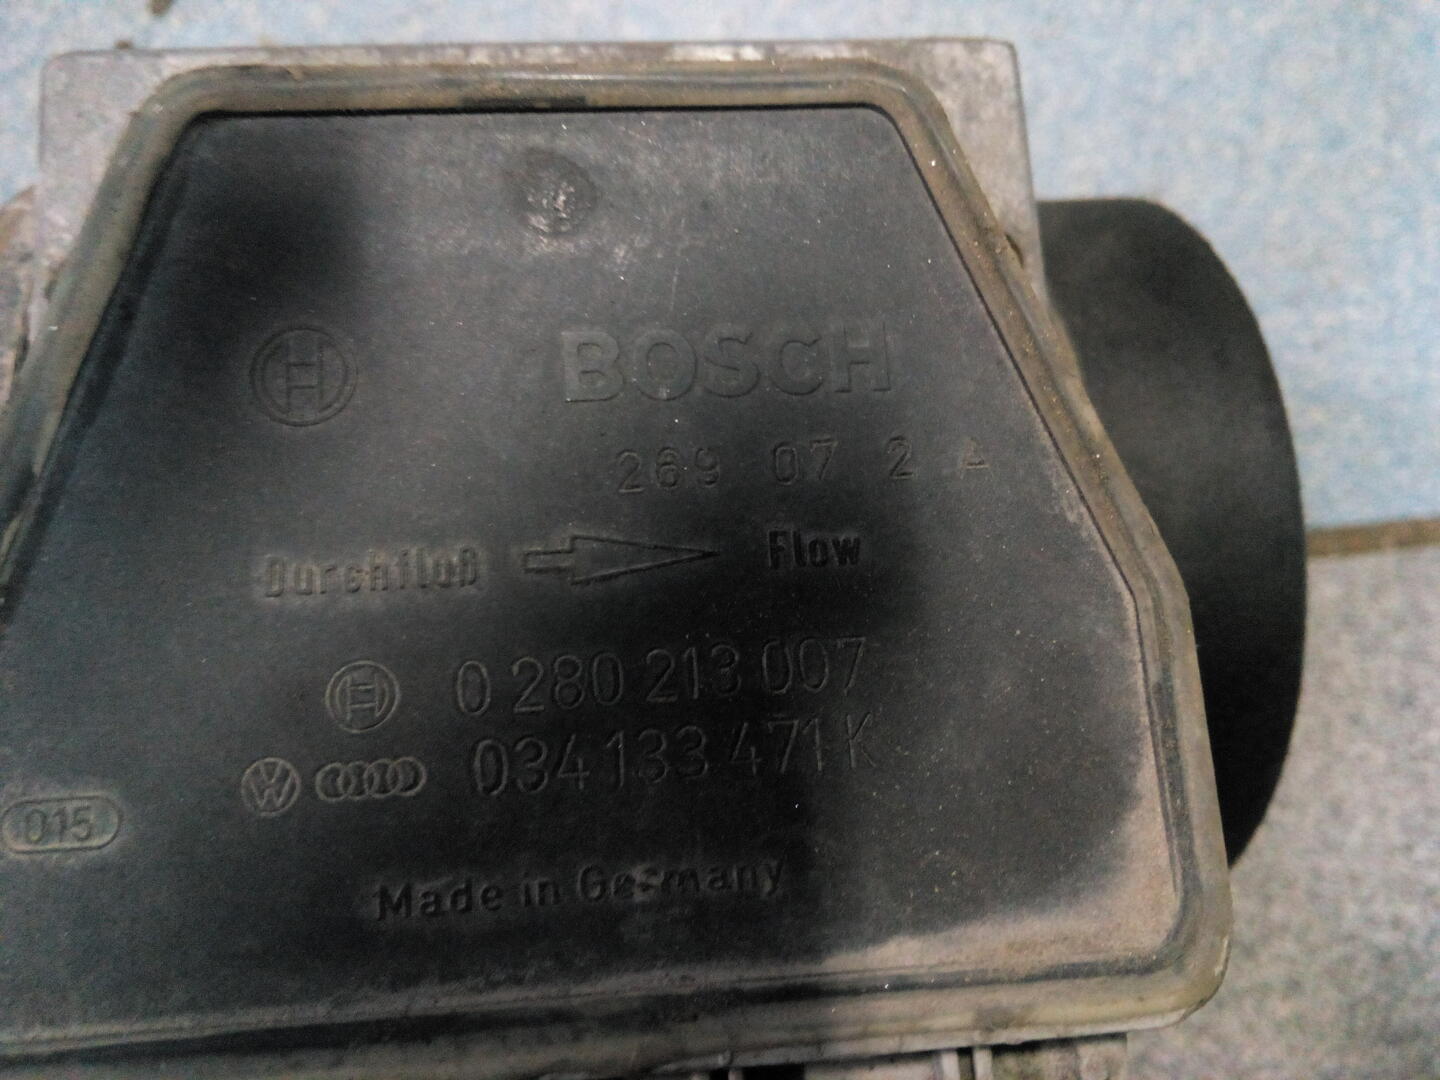 BOSCH
269 07 2 A
Durchfluß Flow
0 280 213 007
034 133 471 K
015
Made in Germany